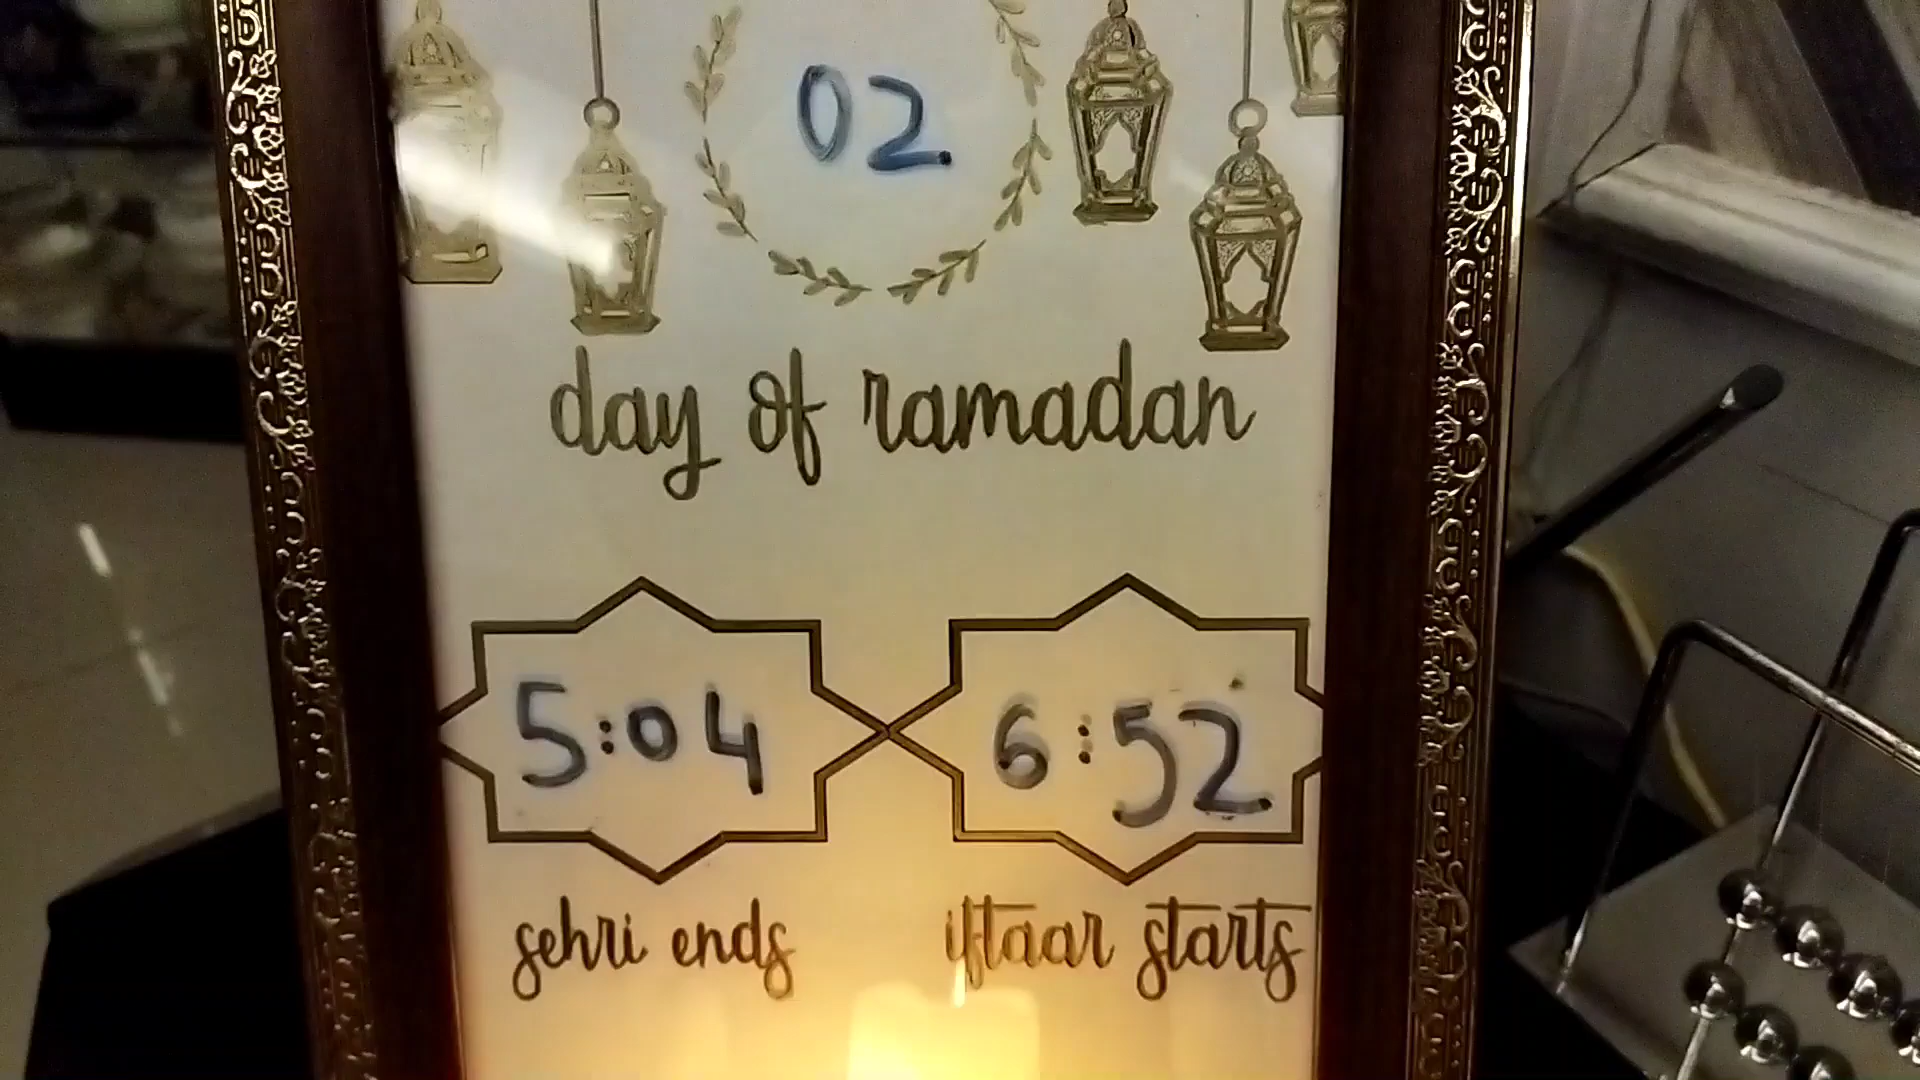 02
day of ramadan
5:04 6:52
sehri ends iftaar starts